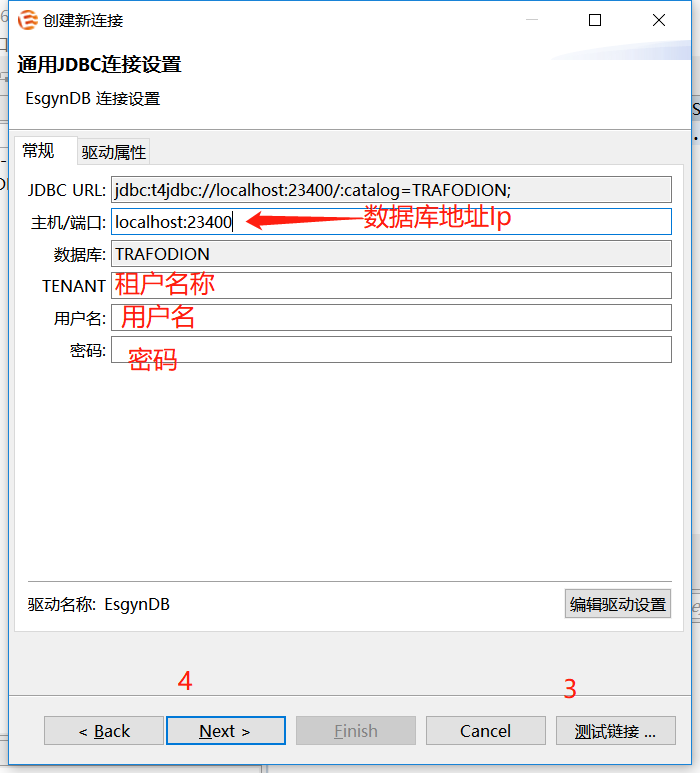 创建新连接
通用JDBC连接设置
EsgynDB 连接设置
常规 驱动属性
JDBC URL: jdbc:t4jdbc://localhost:23400/:catalog=TRAFODION;
主机/端口: localhost:23400 数据库地址Ip
数据库: TRAFODION
TENANT 租户名称
用户名: 用户名
密码: 密码
驱动名称: EsgynDB 编辑驱动设置
4 3
< Back Next > Finish Cancel 测试链接 ...